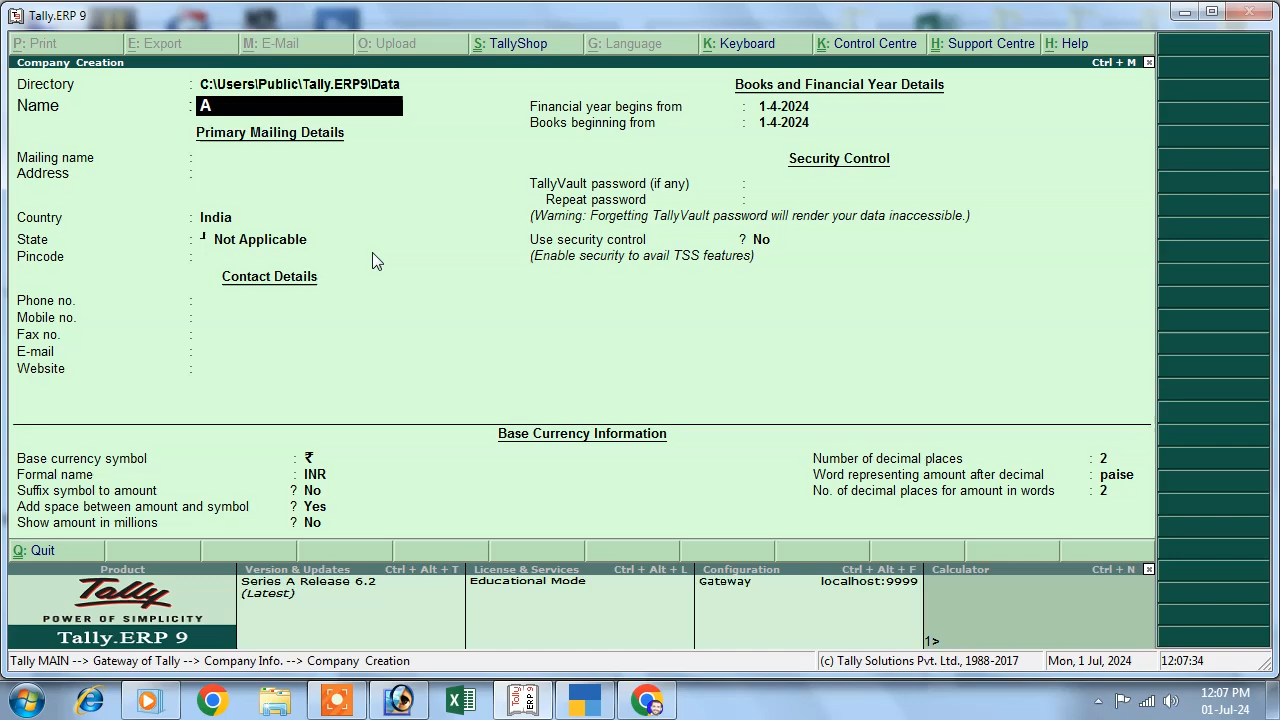 Tally.ERP 9
P: Print E: Export M: E-Mail O: Upload S: TallyShop G: Language K: Keyboard K: Control Centre H: Support Centre H: Help
Company Creation Ctrl + M
Directory : C:\Users\Public\Tally.ERP9\Data
Name : A
Primary Mailing Details
Mailing name :
Address :
Country : India
State : Not Applicable
Pincode :
Contact Details
Phone no. :
Mobile no. :
Fax no. :
E-mail :
Website :
Books and Financial Year Details
Financial year begins from : 1-4-2024
Books beginning from : 1-4-2024
Security Control
TallyVault password (if any) :
Repeat password :
(Warning: Forgetting TallyVault password will render your data inaccessible.)
Use security control ? No
(Enable security to avail TSS features)
Base Currency Information
Base currency symbol : ₹
Formal name : INR
Suffix symbol to amount ? No
Add space between amount and symbol ? Yes
Show amount in millions ? No
Number of decimal places : 2
Word representing amount after decimal : paise
No. of decimal places for amount in words : 2
Q: Quit
Product Version & Updates Ctrl + Alt + T License & Services Ctrl + Alt + L Configuration Ctrl + Alt + F Calculator Ctrl + N
Tally
POWER OF SIMPLICITY
Tally.ERP 9
Series A Release 6.2
(Latest)
Educational Mode
Gateway localhost:9999
1>
Tally MAIN --> Gateway of Tally --> Company Info. --> Company Creation (c) Tally Solutions Pvt. Ltd., 1988-2017 Mon, 1 Jul, 2024 12:07:34
Tally
ERP 9
12:07 PM
01-Jul-24